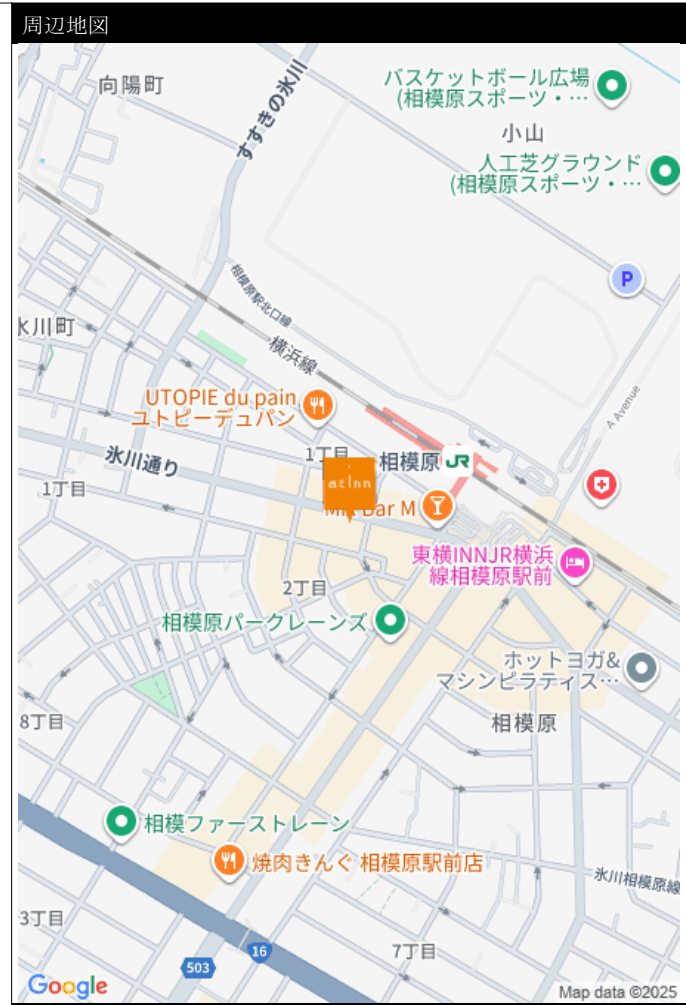 周辺地図
向陽町
すすきの氷川
バスケットボール広場
(相模原スポーツ・…
小山
人工芝グラウンド
(相模原スポーツ・…
P
相模原駅北口線
氷川町
横浜線
A Avenue
UTOPIE du pain
ユトピーデュパン
1丁目
相模原
JR
氷川通り
at inn
1丁目
Bar M
東横INNJR横浜
線相模原駅前
2丁目
相模原パークレーンズ
ホットヨガ&
マシンピラティス…
8丁目
相模原
相模ファーストレーン
焼肉きんぐ 相模原駅前店
氷川相模原線
3丁目
16
503
7丁目
Google
Map data ©2025